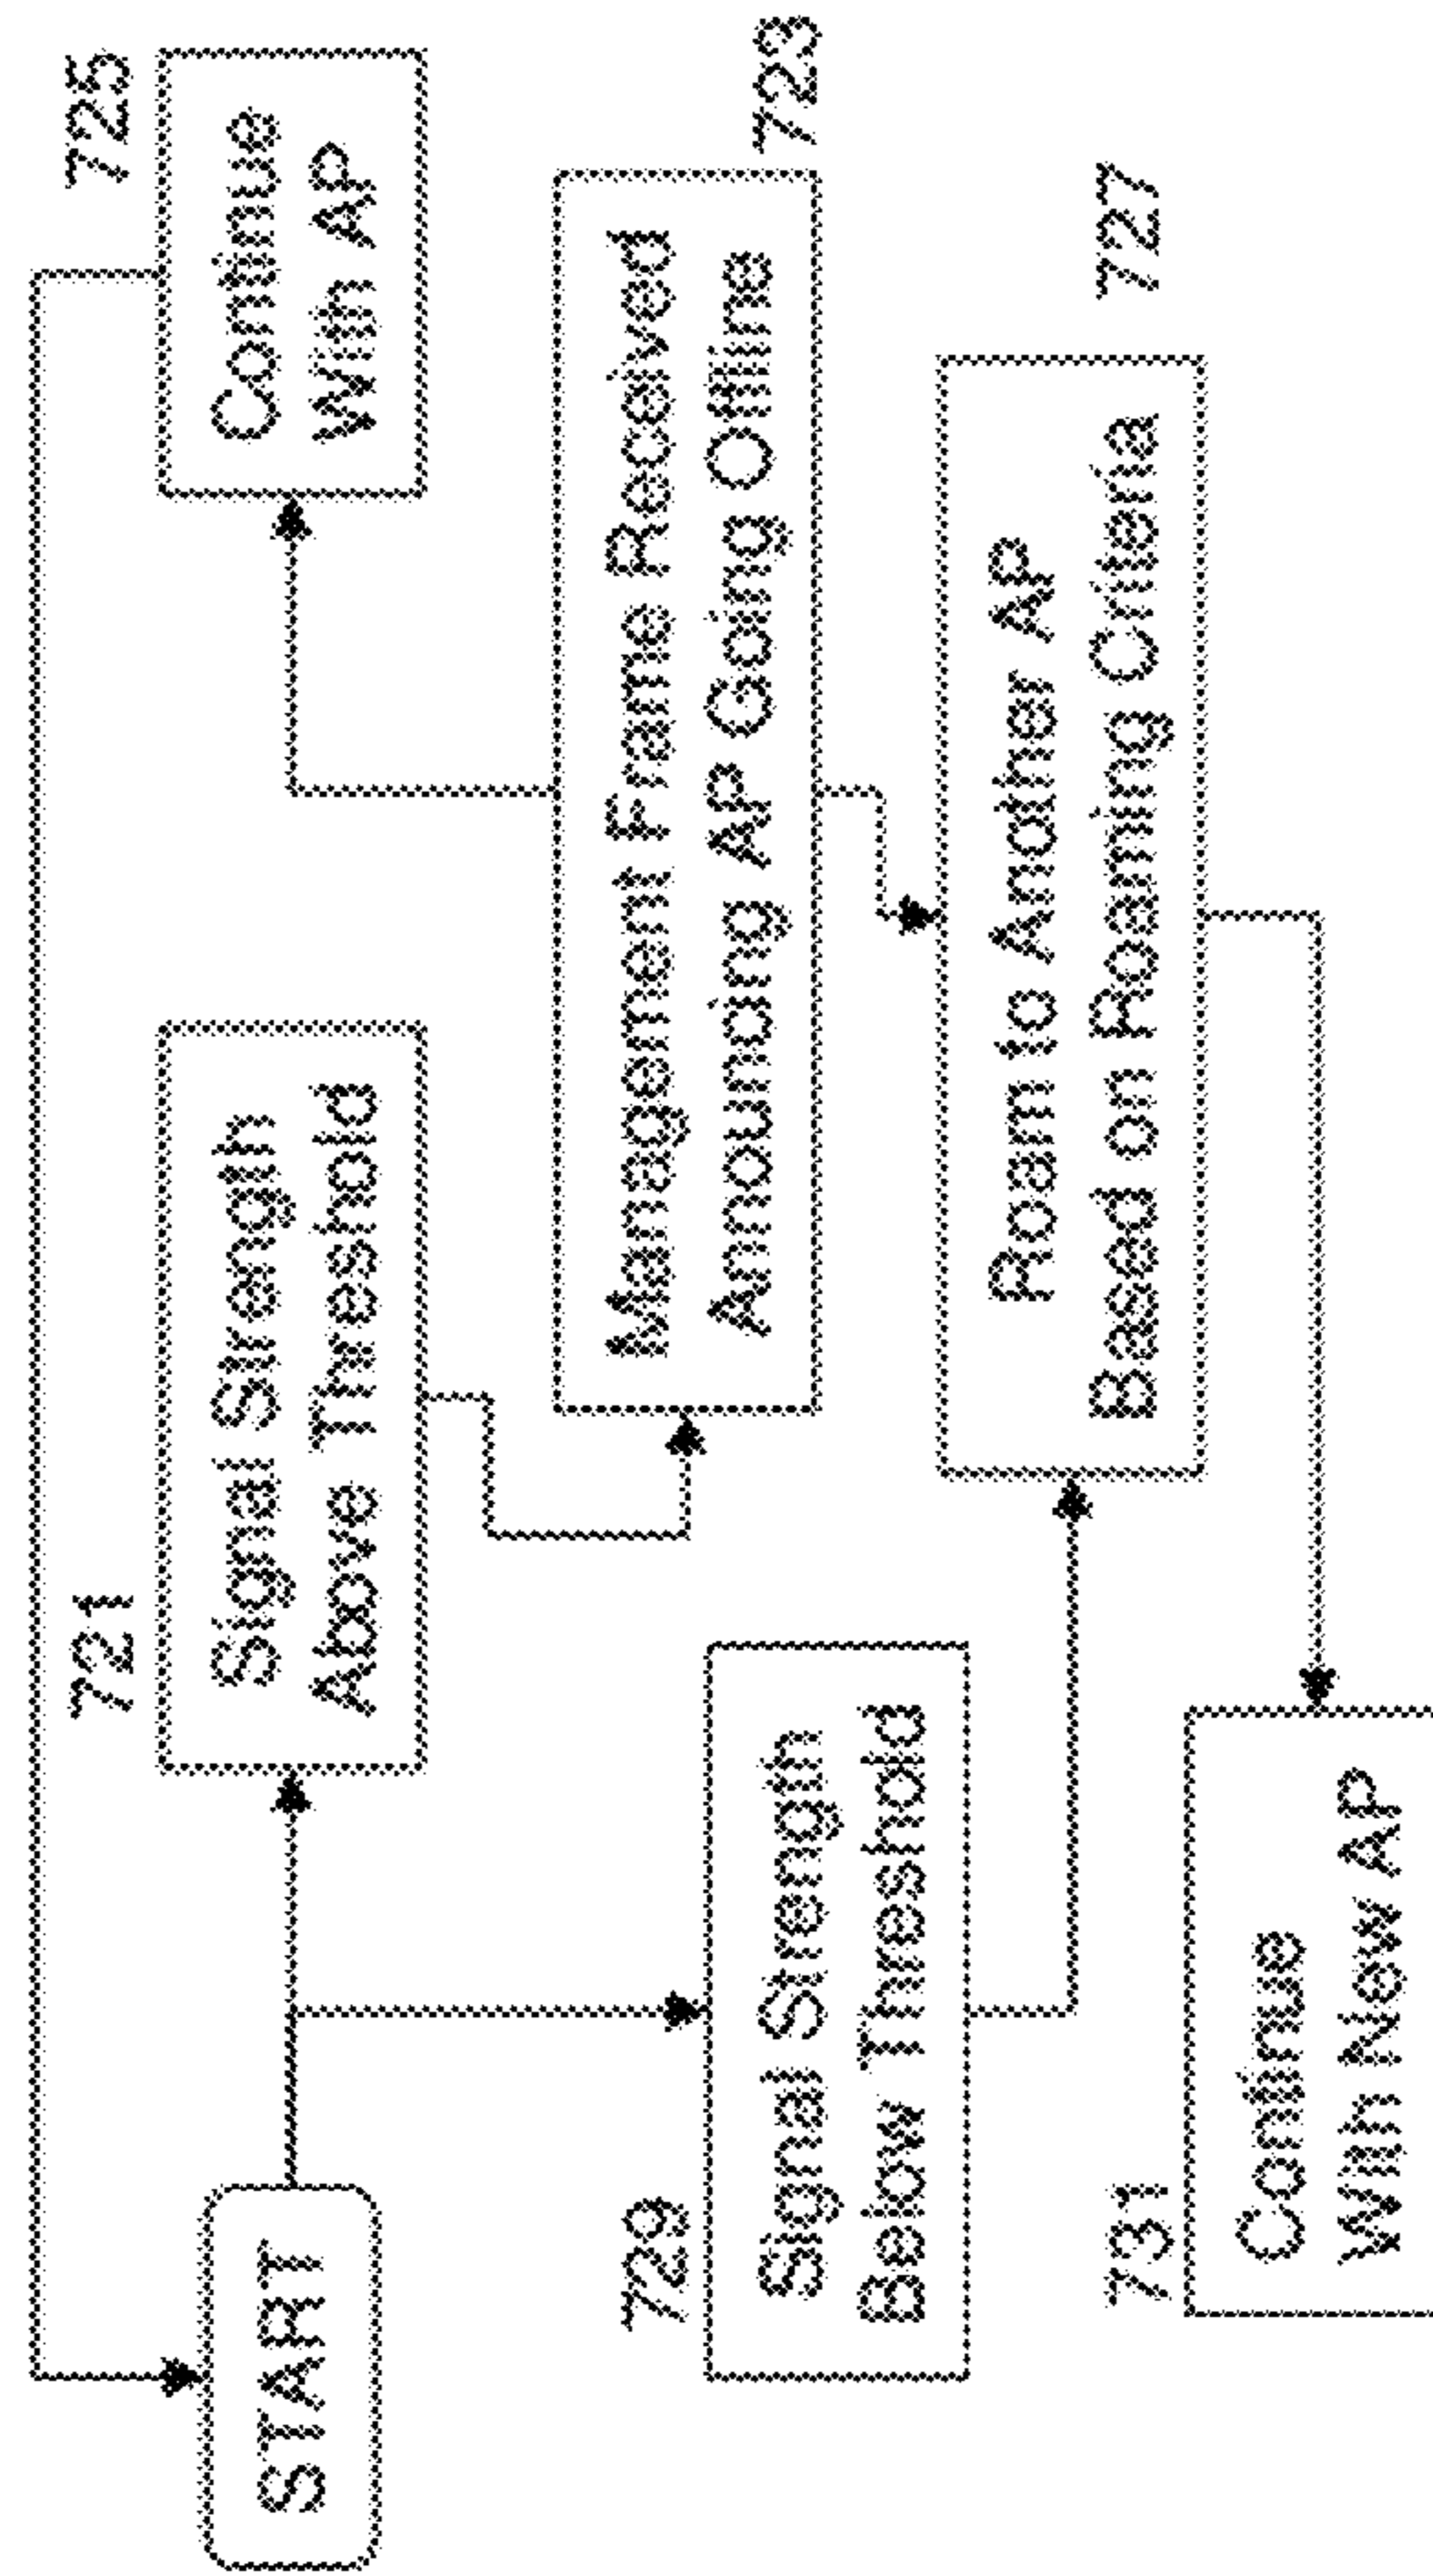 START
721
Signal Strength
Above Threshold
725
Continue
With AP
723
Management Frame Received
Announcing AP Going Offline
729
Signal Strength
Below Threshold
727
Roam to Another AP
Based on Roaming Criteria
731
Continue
With New AP